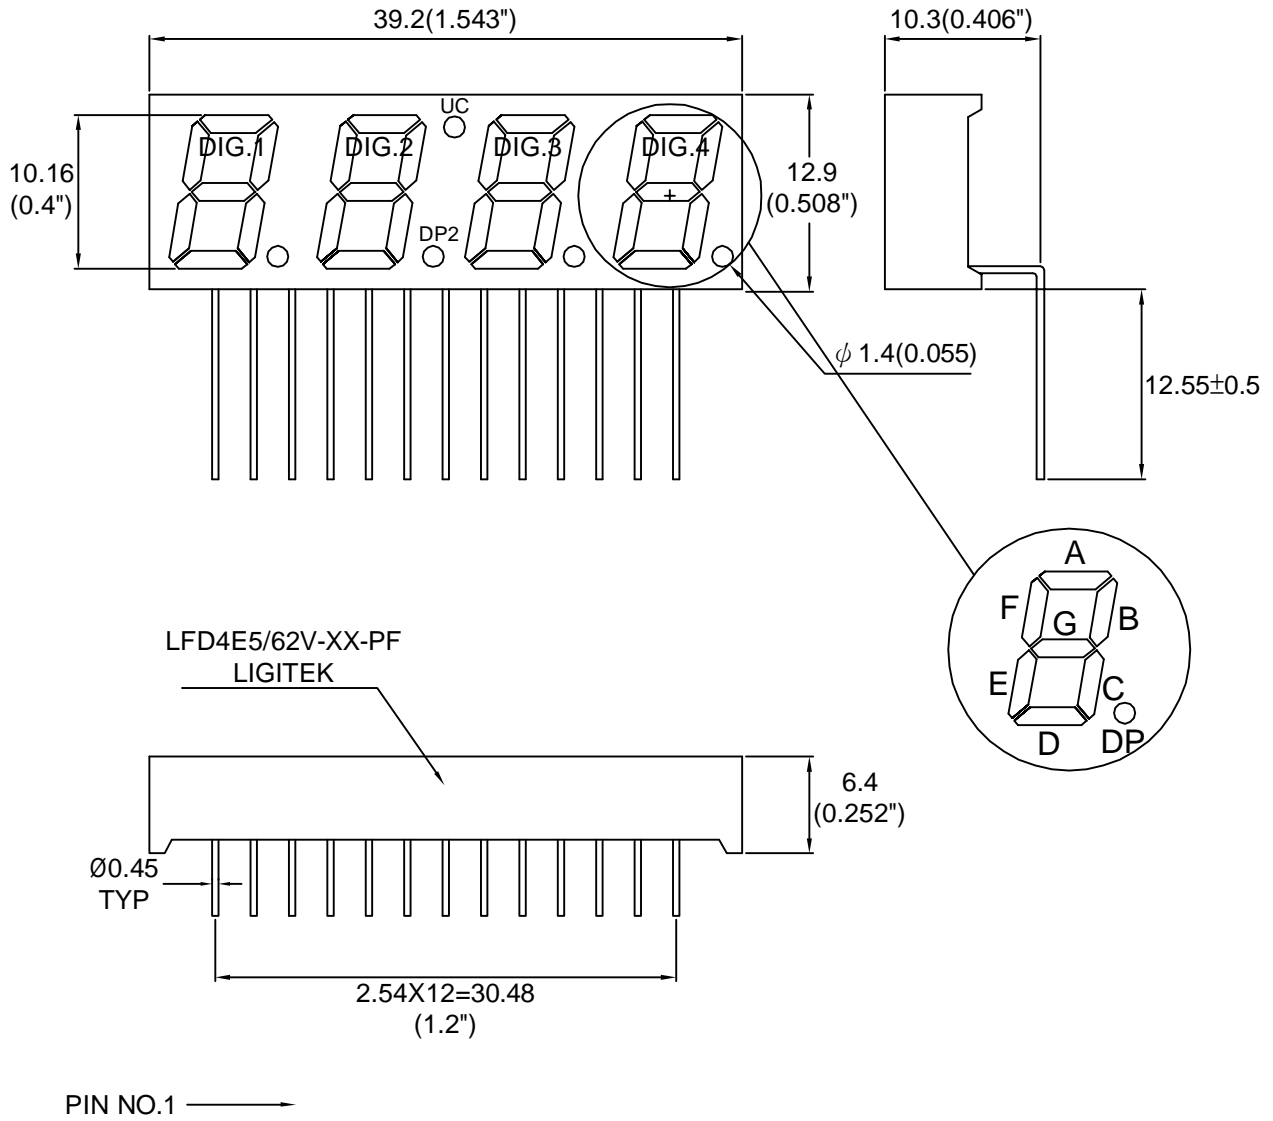 39.2(1.543")
10.3(0.406")
UC
DIG.1
DIG.2
DIG.3
DIG.4
10.16
(0.4")
12.9
(0.508")
DP2
ϕ 1.4(0.055)
12.55±0.5
A
F
G
B
E
C
D
DP
LFD4E5/62V-XX-PF
LIGITEK
6.4
(0.252")
Ø0.45
TYP
2.54X12=30.48
(1.2")
PIN NO.1